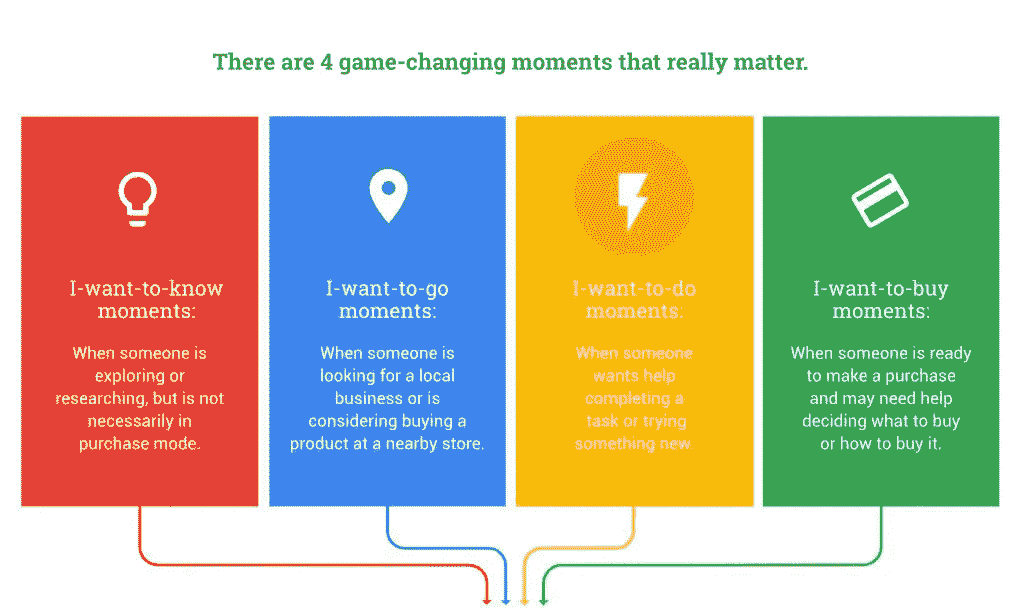 There are 4 game-changing moments that really matter.
I-want-to-know
moments:
When someone is
exploring or
researching, but is not
necessarily in
purchase mode.
I-want-to-go
moments:
When someone is
looking for a local
business or is
considering buying a
product at a nearby store.
I-want-to-do
moments:
When someone
wants help
completing a
task or trying
something new.
I-want-to-buy
moments:
When someone is ready
to make a purchase
and may need help
deciding what to buy
or how to buy it.